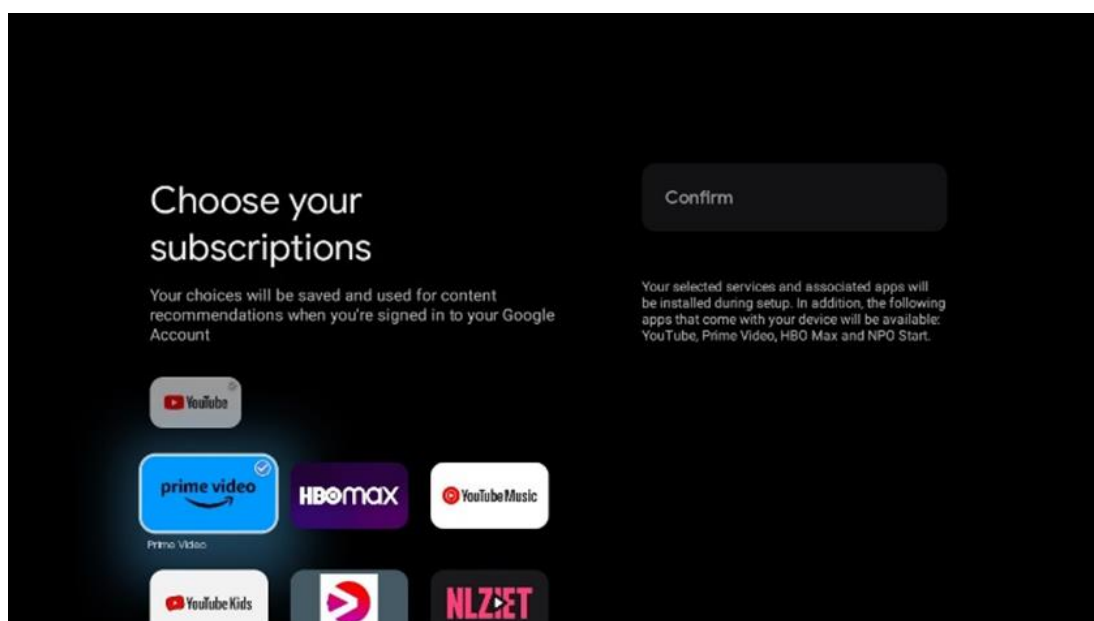 Choose your
subscriptions
Your choices will be saved and used for content
recommendations when you're signed in to your Google
Account
YouTube
prime video
HBOmax
YouTube Music
Prime Video
YouTube Kids
NLZIET
Confirm
Your selected services and associated apps will
be installed during setup. In addition, the following
apps that come with your device will be available:
YouTube, Prime Video, HBO Max and NPO Start.